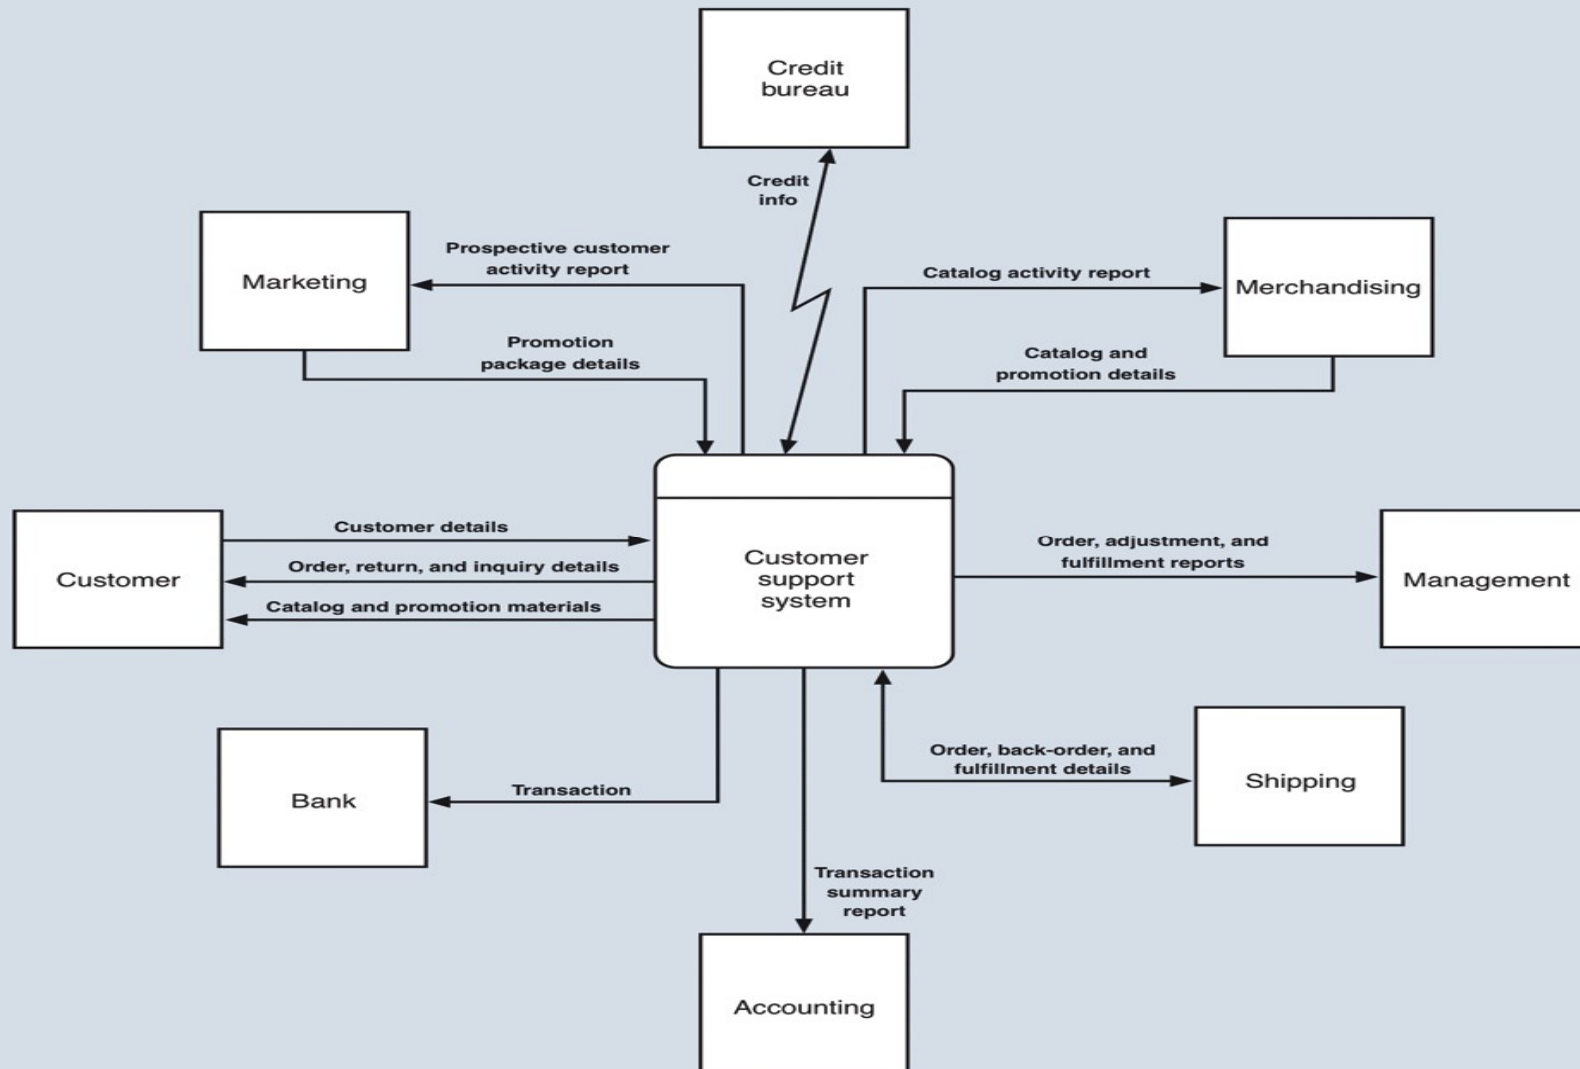 Credit
bureau
Credit
info
Marketing
Prospective customer
activity report
Promotion
package details
Catalog activity report
Merchandising
Catalog and
promotion details
Customer
Customer details
Order, return, and inquiry details
Catalog and promotion materials
Customer
support
system
Order, adjustment, and
fulfillment reports
Management
Bank
Transaction
Order, back-order, and
fulfillment details
Shipping
Transaction
summary
report
Accounting